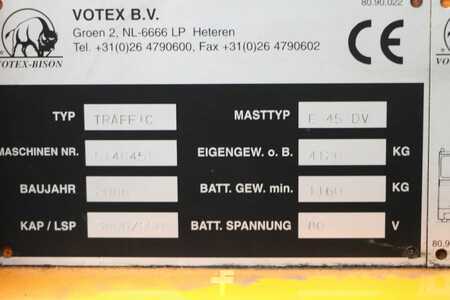 VOTEX B.V.
80.90.022
Groen 2, NL-6666 LP Heteren
Tel. +31(0)26 4790600, Fax +31(0)26 4790602
CE
VOTEX-BISON
TYP TRAFFIC MASTTYP F 45 DV
MASCHINEN NR. EIGENGEW. o. B. KG
BAUJAHR BATT. GEW. min. 1160 KG
KAP / LSP BATT. SPANNUNG 80 V